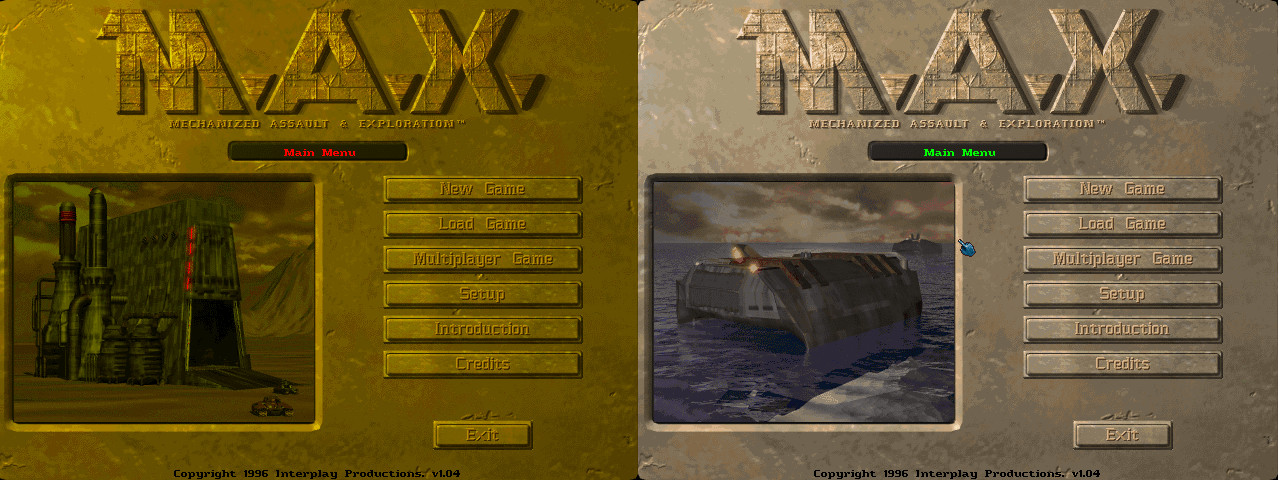 M.A.X.
MECHANIZED ASSAULT & EXPLORATION™
Main Menu
New Game
Load Game
Multiplayer Game
Setup
Introduction
Credits
Exit
Copyright 1996 Interplay Productions. v1.04
M.A.X.
MECHANIZED ASSAULT & EXPLORATION™
Main Menu
New Game
Load Game
Multiplayer Game
Setup
Introduction
Credits
Exit
Copyright 1996 Interplay Productions. v1.04